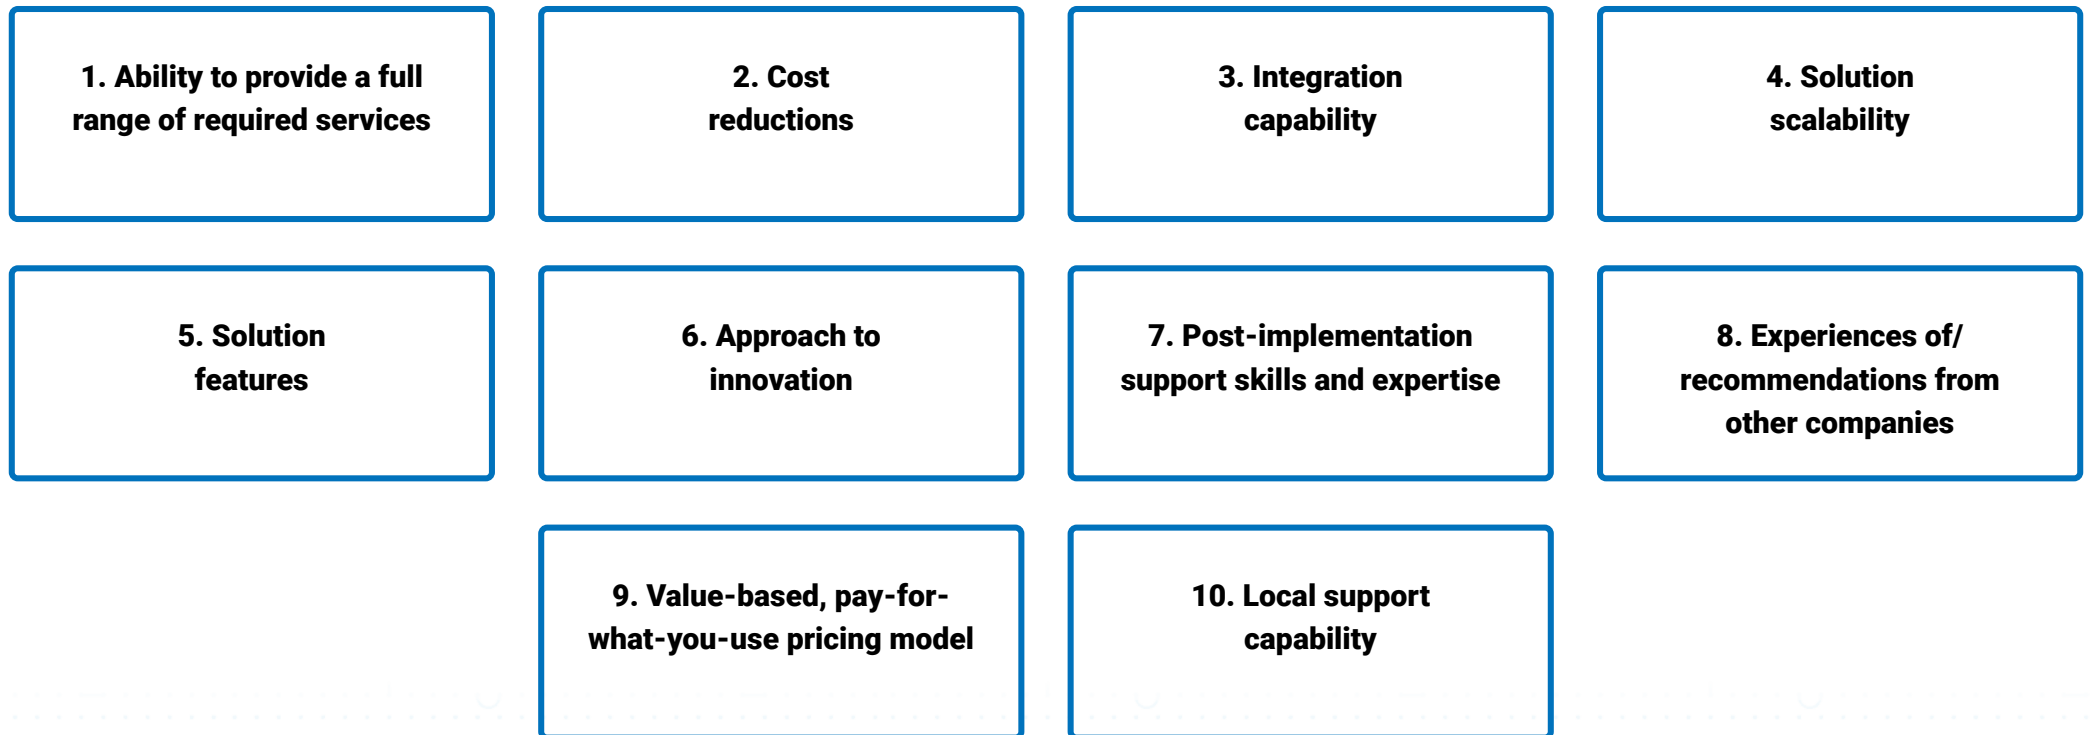 1. Ability to provide a full
range of required services
2. Cost
reductions
3. Integration
capability
4. Solution
scalability
5. Solution
features
6. Approach to
innovation
7. Post-implementation
support skills and expertise
8. Experiences of/
recommendations from
other companies
9. Value-based, pay-for-
what-you-use pricing model
10. Local support
capability